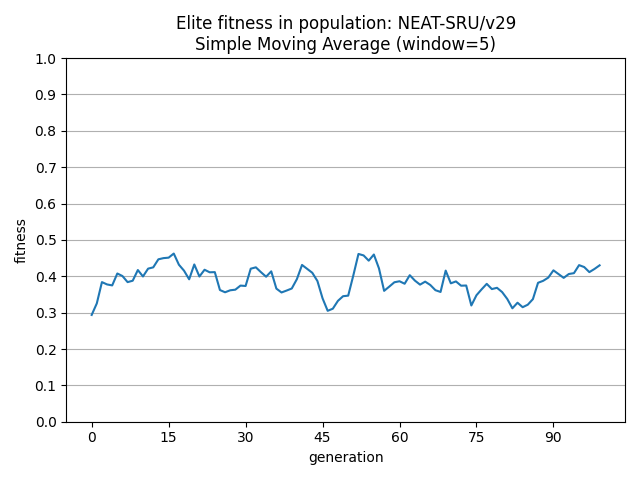 Elite fitness in population: NEAT-SRU/v29
Simple Moving Average (window=5)
1.0
0.9
0.8
0.7
0.6
fitness
0.5
0.4
0.3
0.2
0.1
0.0
0 15 30 45 60 75 90
generation